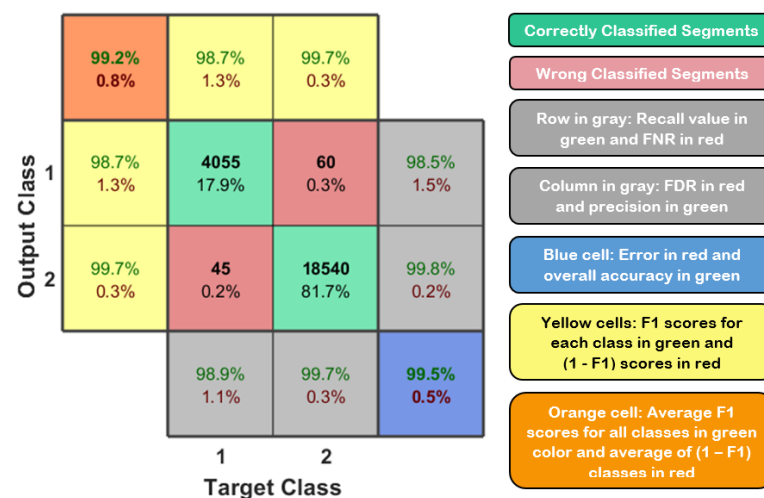 99.2%
0.8%
98.7%
1.3%
99.7%
0.3%
Output Class
1
98.7%
1.3%
4055
17.9%
60
0.3%
98.5%
1.5%
2
99.7%
0.3%
45
0.2%
18540
81.7%
99.8%
0.2%
98.9%
1.1%
99.7%
0.3%
99.5%
0.5%
1
2
Target Class
Correctly Classified Segments
Wrong Classified Segments
Row in gray: Recall value in
green and FNR in red
Column in gray: FDR in red
and precision in green
Blue cell: Error in red and
overall accuracy in green
Yellow cells: F1 scores for
each class in green and
(1 - F1) scores in red
Orange cell: Average F1
scores for all classes in green
color and average of (1 – F1)
classes in red